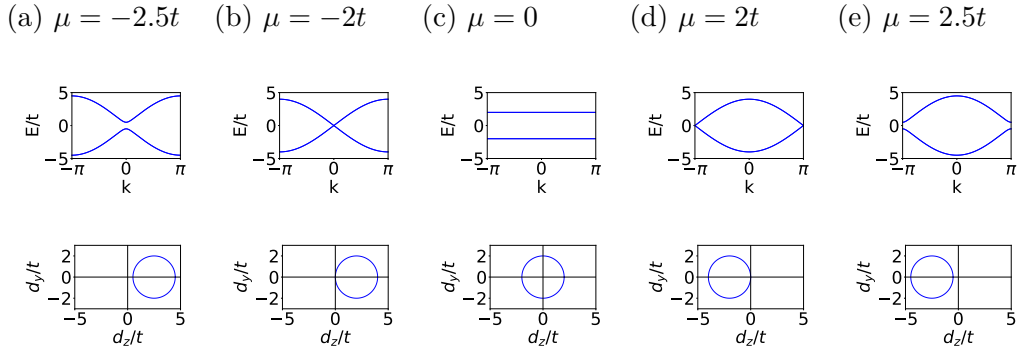 (a) μ = −2.5t (b) μ = −2t (c) μ = 0 (d) μ = 2t (e) μ = 2.5t
5 5 5 5 5
E/t 0 E/t 0 E/t 0 E/t 0 E/t 0
−5 −5 −5 −5 −5
−π 0 π −π 0 π −π 0 π −π 0 π −π 0 π
k k k k k
2 2 2 2 2
d_y/t 0 d_y/t 0 d_y/t 0 d_y/t 0 d_y/t 0
−2 −2 −2 −2 −2
−5 0 5 −5 0 5 −5 0 5 −5 0 5 −5 0 5
d_z/t d_z/t d_z/t d_z/t d_z/t